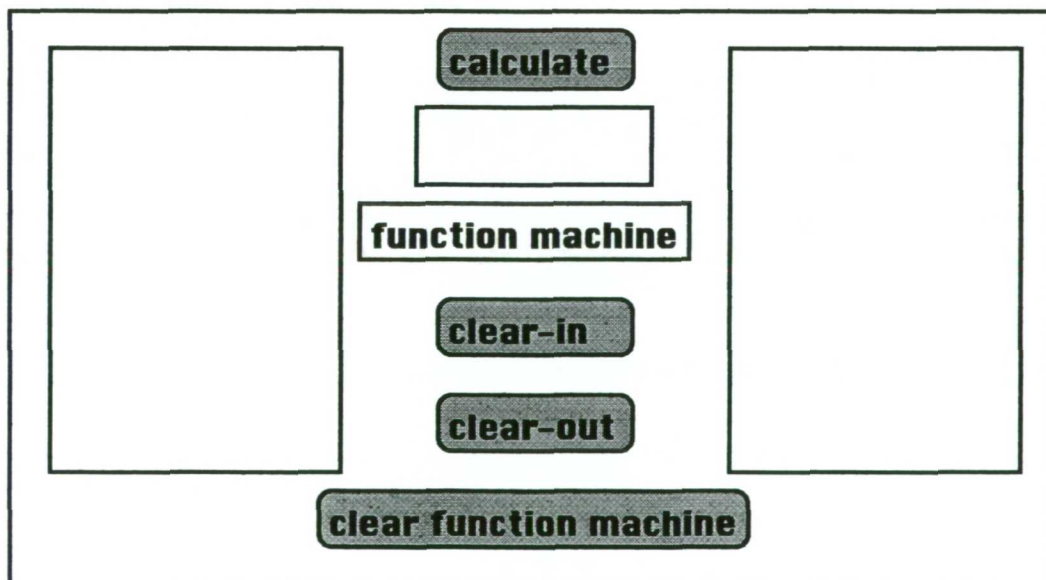 calculate
function machine
clear-in
clear-out
clear function machine